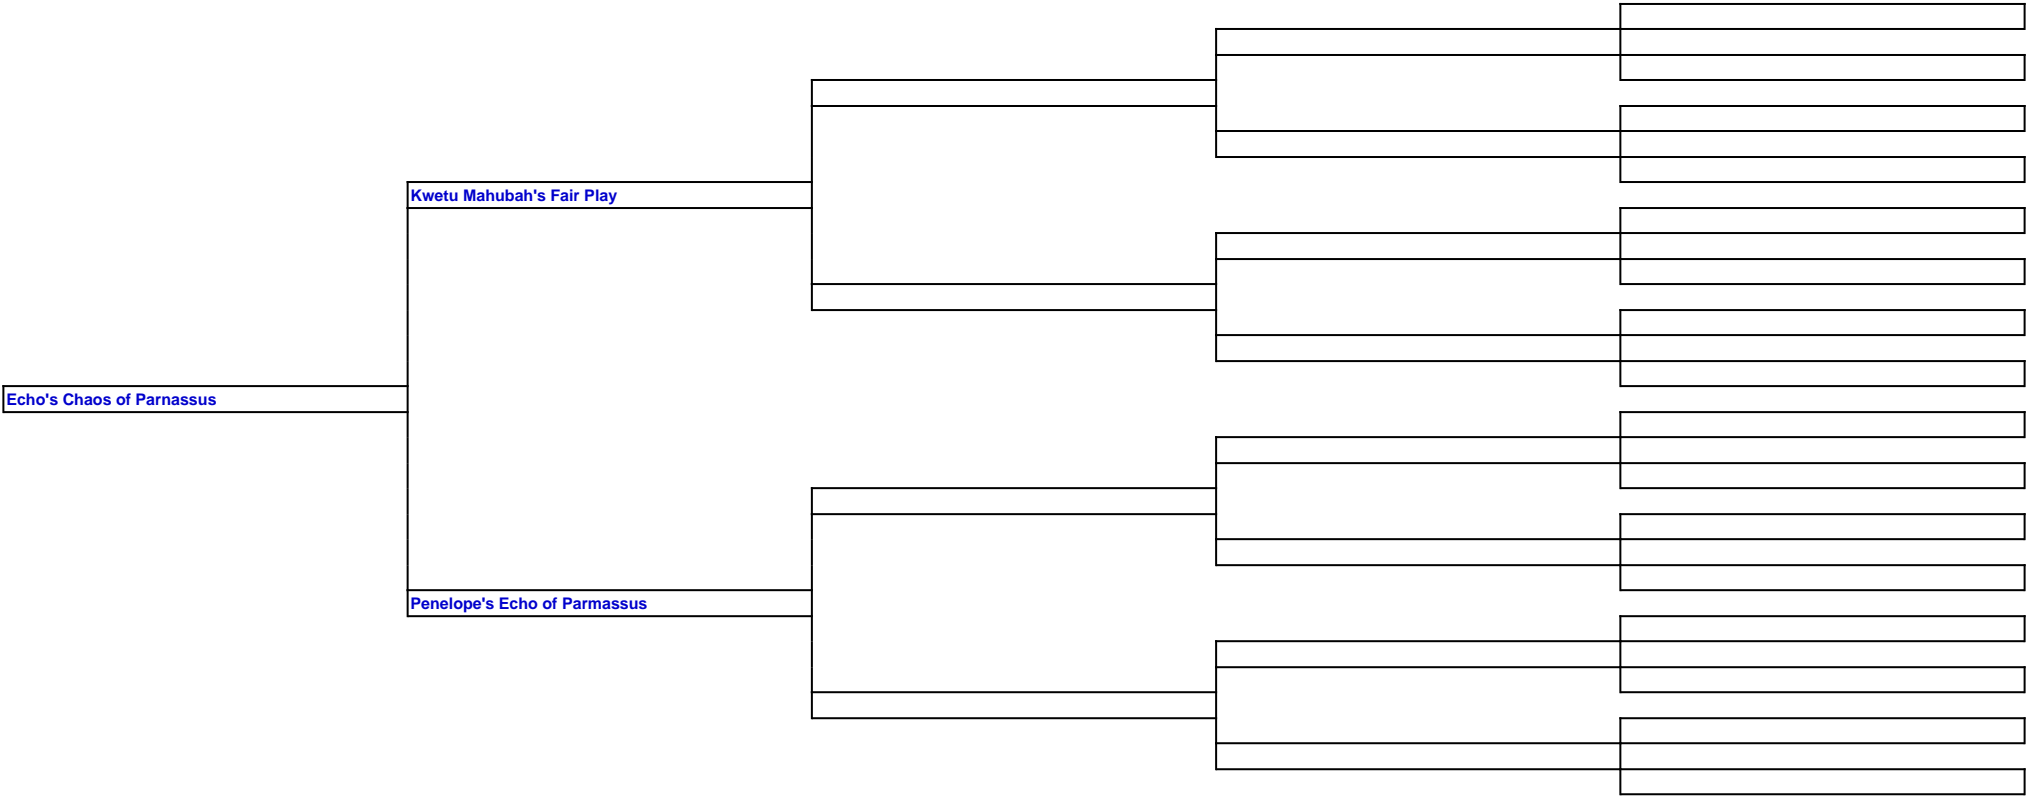 Kwetu Mahubah's Fair Play
Echo's Chaos of Parnassus
Penelope's Echo of Parmassus